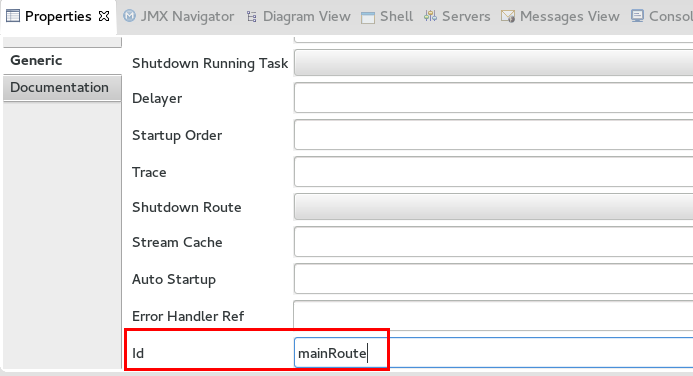 Properties JMX Navigator Diagram View Shell Servers Messages View Consol
Generic
Documentation
Shutdown Running Task
Delayer
Startup Order
Trace
Shutdown Route
Stream Cache
Auto Startup
Error Handler Ref
Id mainRoute